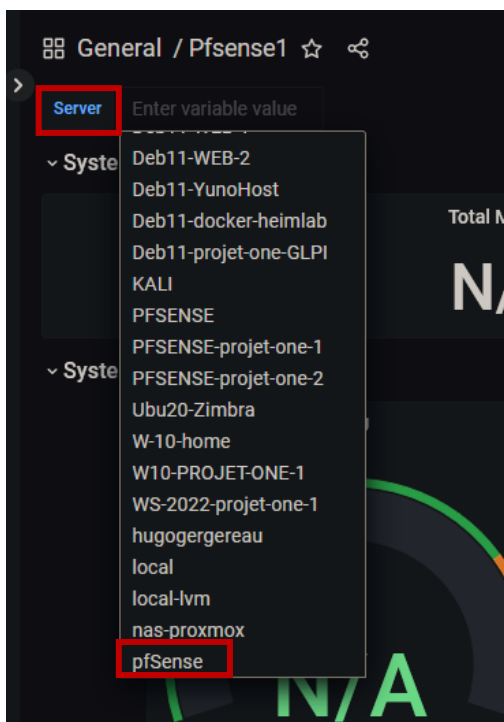 General / Pfsense1
Server Enter variable value
Syste
Deb11-WEB-2
Deb11-YunoHost
Deb11-docker-heimlab
Total M
Deb11-projet-one-GLPI
KALI
N/
PFSENSE
PFSENSE-projet-one-1
Syste
PFSENSE-projet-one-2
Ubu20-Zimbra
W-10-home
W10-PROJET-ONE-1
WS-2022-projet-one-1
hugogergereau
local
local-lvm
nas-proxmox
pfSense
N/A